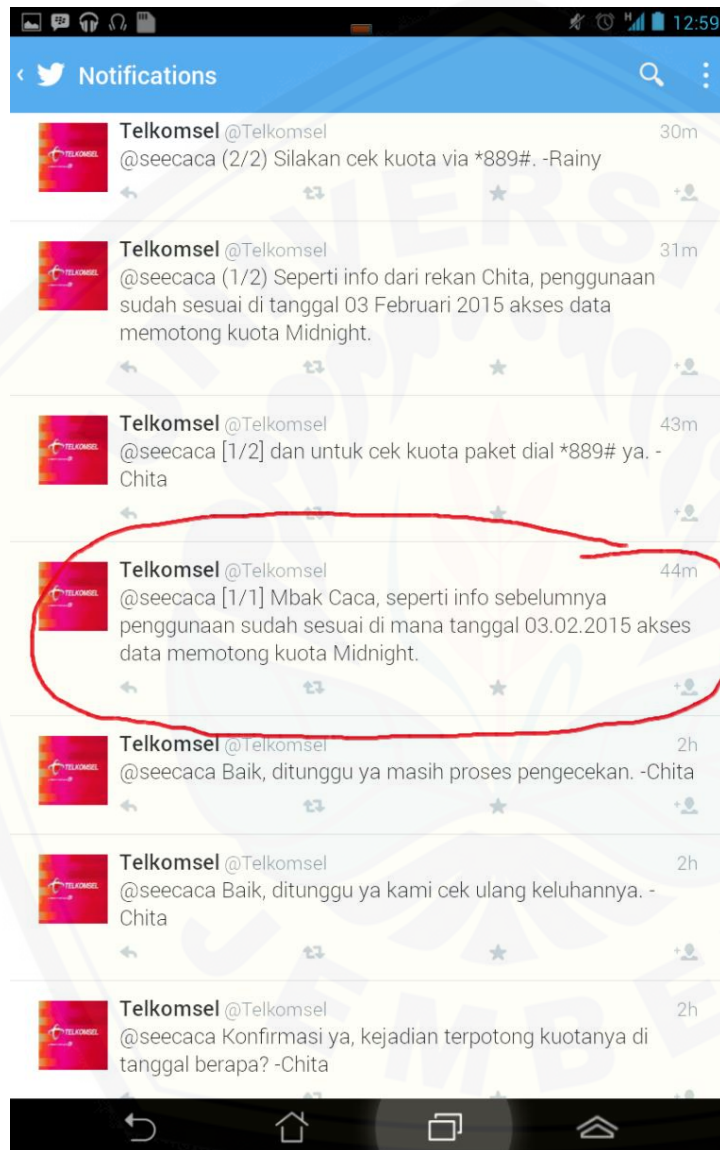 12:59
Notifications
Telkomsel @Telkomsel 30m
@seecaca (2/2) Silakan cek kuota via *889#. -Rainy
Telkomsel @Telkomsel 31m
@seecaca (1/2) Seperti info dari rekan Chita, penggunaan
sudah sesuai di tanggal 03 Februari 2015 akses data
memotong kuota Midnight.
Telkomsel @Telkomsel 43m
@seecaca [1/2] dan untuk cek kuota paket dial *889# ya. -
Chita
Telkomsel @Telkomsel 44m
@seecaca [1/1] Mbak Caca, seperti info sebelumnya
penggunaan sudah sesuai di mana tanggal 03.02.2015 akses
data memotong kuota Midnight.
Telkomsel @Telkomsel 2h
@seecaca Baik, ditunggu ya masih proses pengecekan. -Chita
Telkomsel @Telkomsel 2h
@seecaca Baik, ditunggu ya kami cek ulang keluhannya. -
Chita
Telkomsel @Telkomsel 2h
@seecaca Konfirmasi ya, kejadian terpotong kuotanya di
tanggal berapa? -Chita